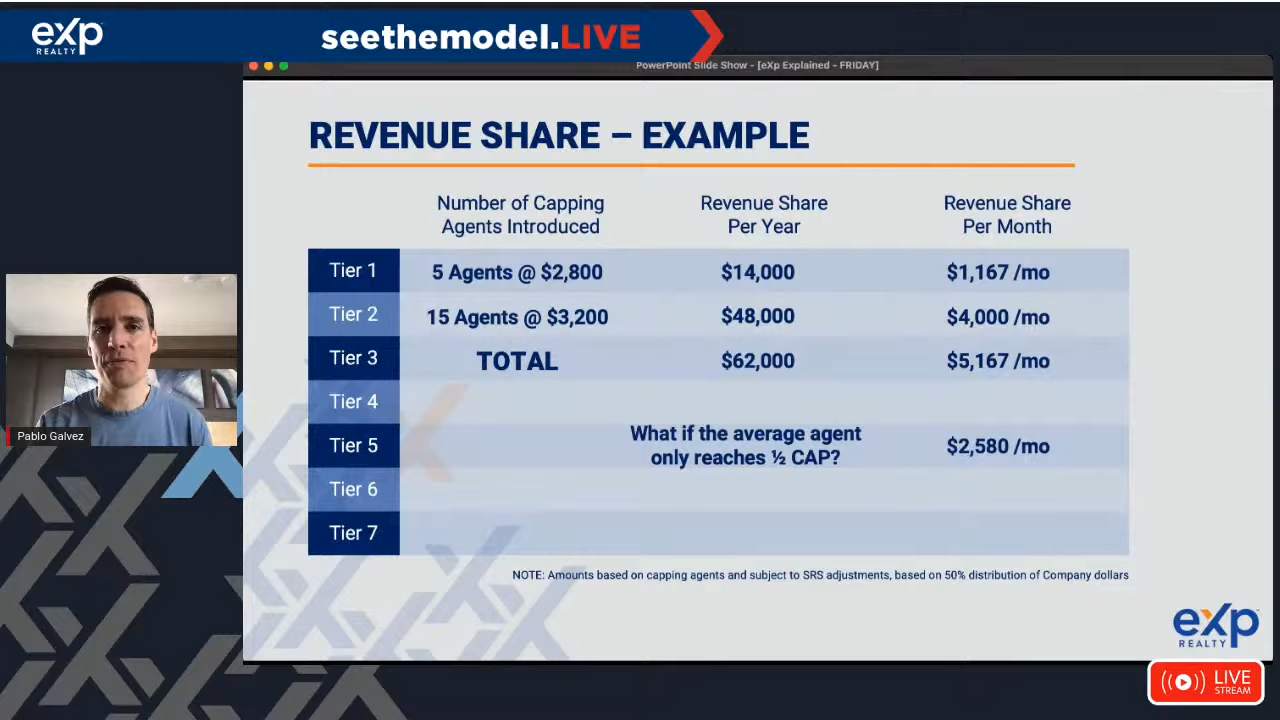 eXp
REALTY
seethemodel.LIVE
PowerPoint Slide Show - [eXp Explained - FRIDAY]
REVENUE SHARE – EXAMPLE
Number of Capping
Agents Introduced
Revenue Share
Per Year
Revenue Share
Per Month
Tier 1 5 Agents @ $2,800 $14,000 $1,167 /mo
Tier 2 15 Agents @ $3,200 $48,000 $4,000 /mo
Tier 3 TOTAL $62,000 $5,167 /mo
Tier 4
What if the average agent
only reaches ½ CAP?
Tier 5 $2,580 /mo
Tier 6
Tier 7
NOTE: Amounts based on capping agents and subject to SRS adjustments, based on 50% distribution of Company dollars
Pablo Galvez
eXp
REALTY
LIVE
STREAM